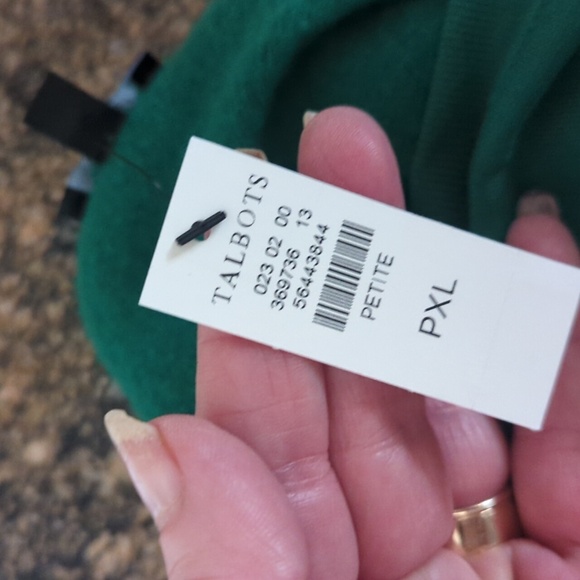 TALBOTS
023 02 00
369736 13
56443844
PETITE
PXL